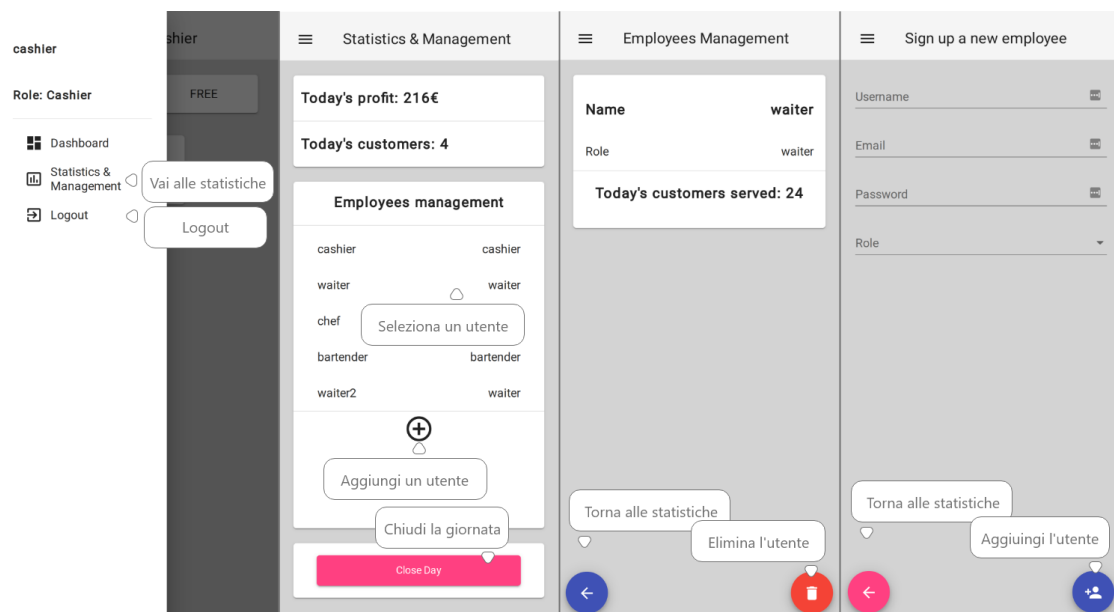 cashier
Role: Cashier
Dashboard
Statistics &
Management
Logout
Vai alle statistiche
Logout
shier
FREE
Statistics & Management
Today's profit: 216€
Today's customers: 4
Employees management
cashier cashier
waiter waiter
chef
Seleziona un utente
bartender bartender
waiter2 waiter
Aggiungi un utente
Chiudi la giornata
Close Day
Employees Management
Name waiter
Role waiter
Today's customers served: 24
Torna alle statistiche
Elimina l'utente
Sign up a new employee
Username
Email
Password
Role
Torna alle statistiche
Aggiuingi l'utente